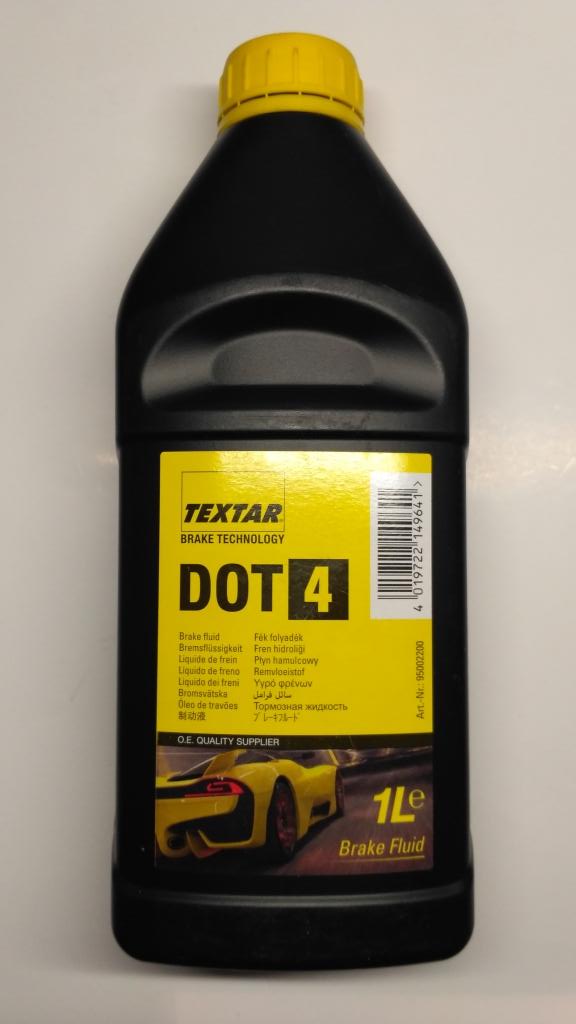 TEXTAR®
BRAKE TECHNOLOGY
DOT 4
Brake fluid
Bremsflüssigkeit
Liquide de frein
Líquido de freno
Liquido dei freni
Bromsvätska
Óleo de travões
制动液
Fék folyadék
Fren hidroliği
Płyn hamulcowy
Remvloeistof
Υγρό φρένων
سائل فرامل
Тормозная жидкость
ブレーキフルード
4 019722 149641 >
Art.-Nr.: 95002200
O.E. QUALITY SUPPLIER
1L e
Brake Fluid